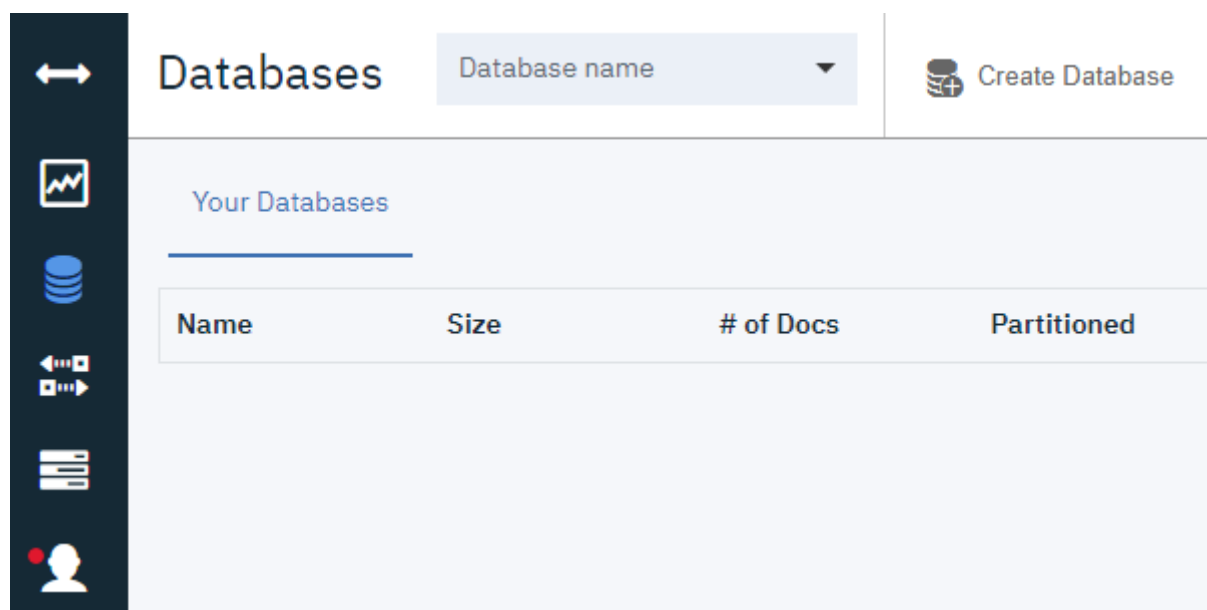 Databases
Database name
Create Database
Your Databases
Name Size # of Docs Partitioned